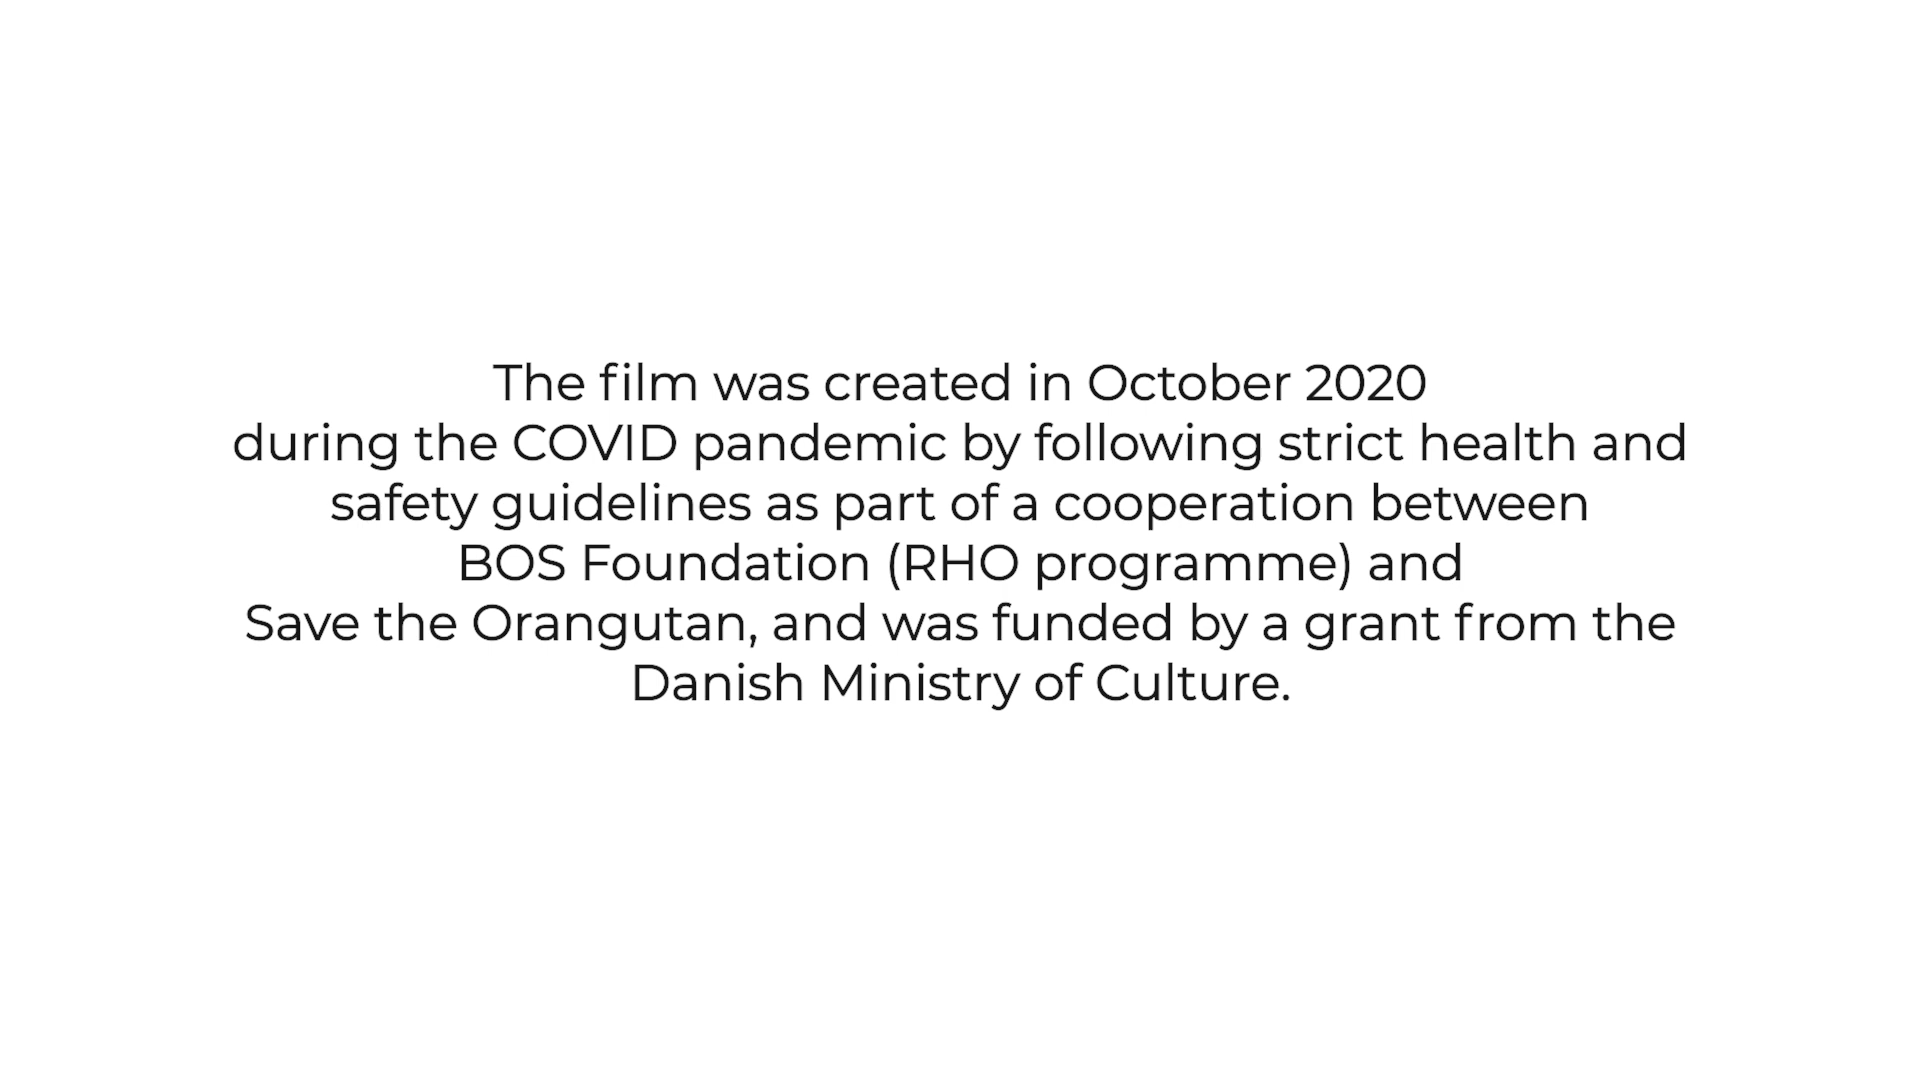 The film was created in October 2020
during the COVID pandemic by following strict health and
safety guidelines as part of a cooperation between
BOS Foundation (RHO programme) and
Save the Orangutan, and was funded by a grant from the
Danish Ministry of Culture.